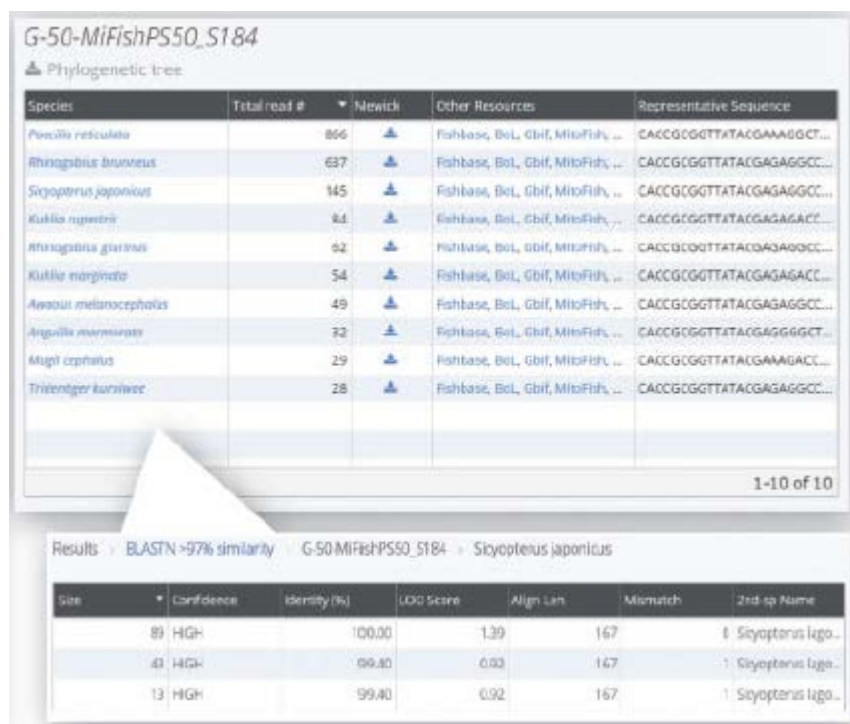 G-50-MiFishPS50_S184
Phylogenetic tree
Species Total read # Newick Other Resources Representative Sequence
Poecilia reticulata 866 Fishbase, BoL, Gbif, MitoFish, ... CACCGCGGTTATACGAAAGGCT...
Rhinogobius brunneus 637 Fishbase, BoL, Gbif, MitoFish, ... CACCGCGGTTATACGAGAGGCC...
Sicyopterus japonicus 145 Fishbase, BoL, Gbif, MitoFish, ... CACCGCGGTTATACGAGAGGCC...
Kuhlia rupestris 84 Fishbase, BoL, Gbif, MitoFish, ... CACCGCGGTTATACGAGAGACC...
Rhinogobius giurinus 62 Fishbase, BoL, Gbif, MitoFish, ... CACCGCGGTTATACGAGAGGCC...
Kuhlia marginata 54 Fishbase, BoL, Gbif, MitoFish, ... CACCGCGGTTATACGAGAGACC...
Awaous melanocephalus 49 Fishbase, BoL, Gbif, MitoFish, ... CACCGCGGTTATACGAGAGGCC...
Anguilla marmorata 32 Fishbase, BoL, Gbif, MitoFish, ... CACCGCGGTTATACGAGGGGCT...
Mugil cephalus 29 Fishbase, BoL, Gbif, MitoFish, ... CACCGCGGTTATACGAAAGACC...
Tridentiger kuroiwae 28 Fishbase, BoL, Gbif, MitoFish, ... CACCGCGGTTATACGAGAGGCC...
1-10 of 10
Results › BLASTN >97% similarity › G-50-MiFishPS50_S184 › Sicyopterus japonicus
Size Confidence Identity (%) LOD Score Align Len Mismatch 2nd-sp Name
89 HIGH 100.00 1.39 167 Sicyopterus lago...
43 HIGH 99.40 0.92 167 1 Sicyopterus lago...
13 HIGH 99.40 0.92 167 1 Sicyopterus lago...